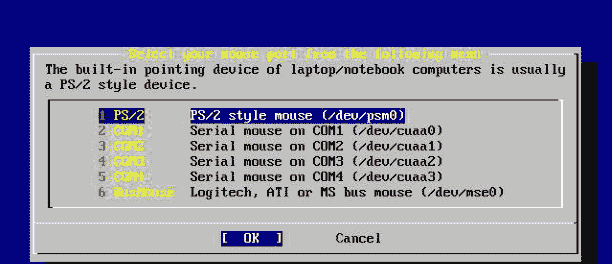 Select your mouse port from the following menu
The built-in pointing device of laptop/notebook computers is usually
a PS/2 style device.
1 PS/2 PS/2 style mouse (/dev/psm0)
2 COM1 Serial mouse on COM1 (/dev/cuaa0)
3 COM2 Serial mouse on COM2 (/dev/cuaa1)
4 COM3 Serial mouse on COM3 (/dev/cuaa2)
5 COM4 Serial mouse on COM4 (/dev/cuaa3)
6 BusMouse Logitech, ATI or MS bus mouse (/dev/mse0)
[ OK ] Cancel